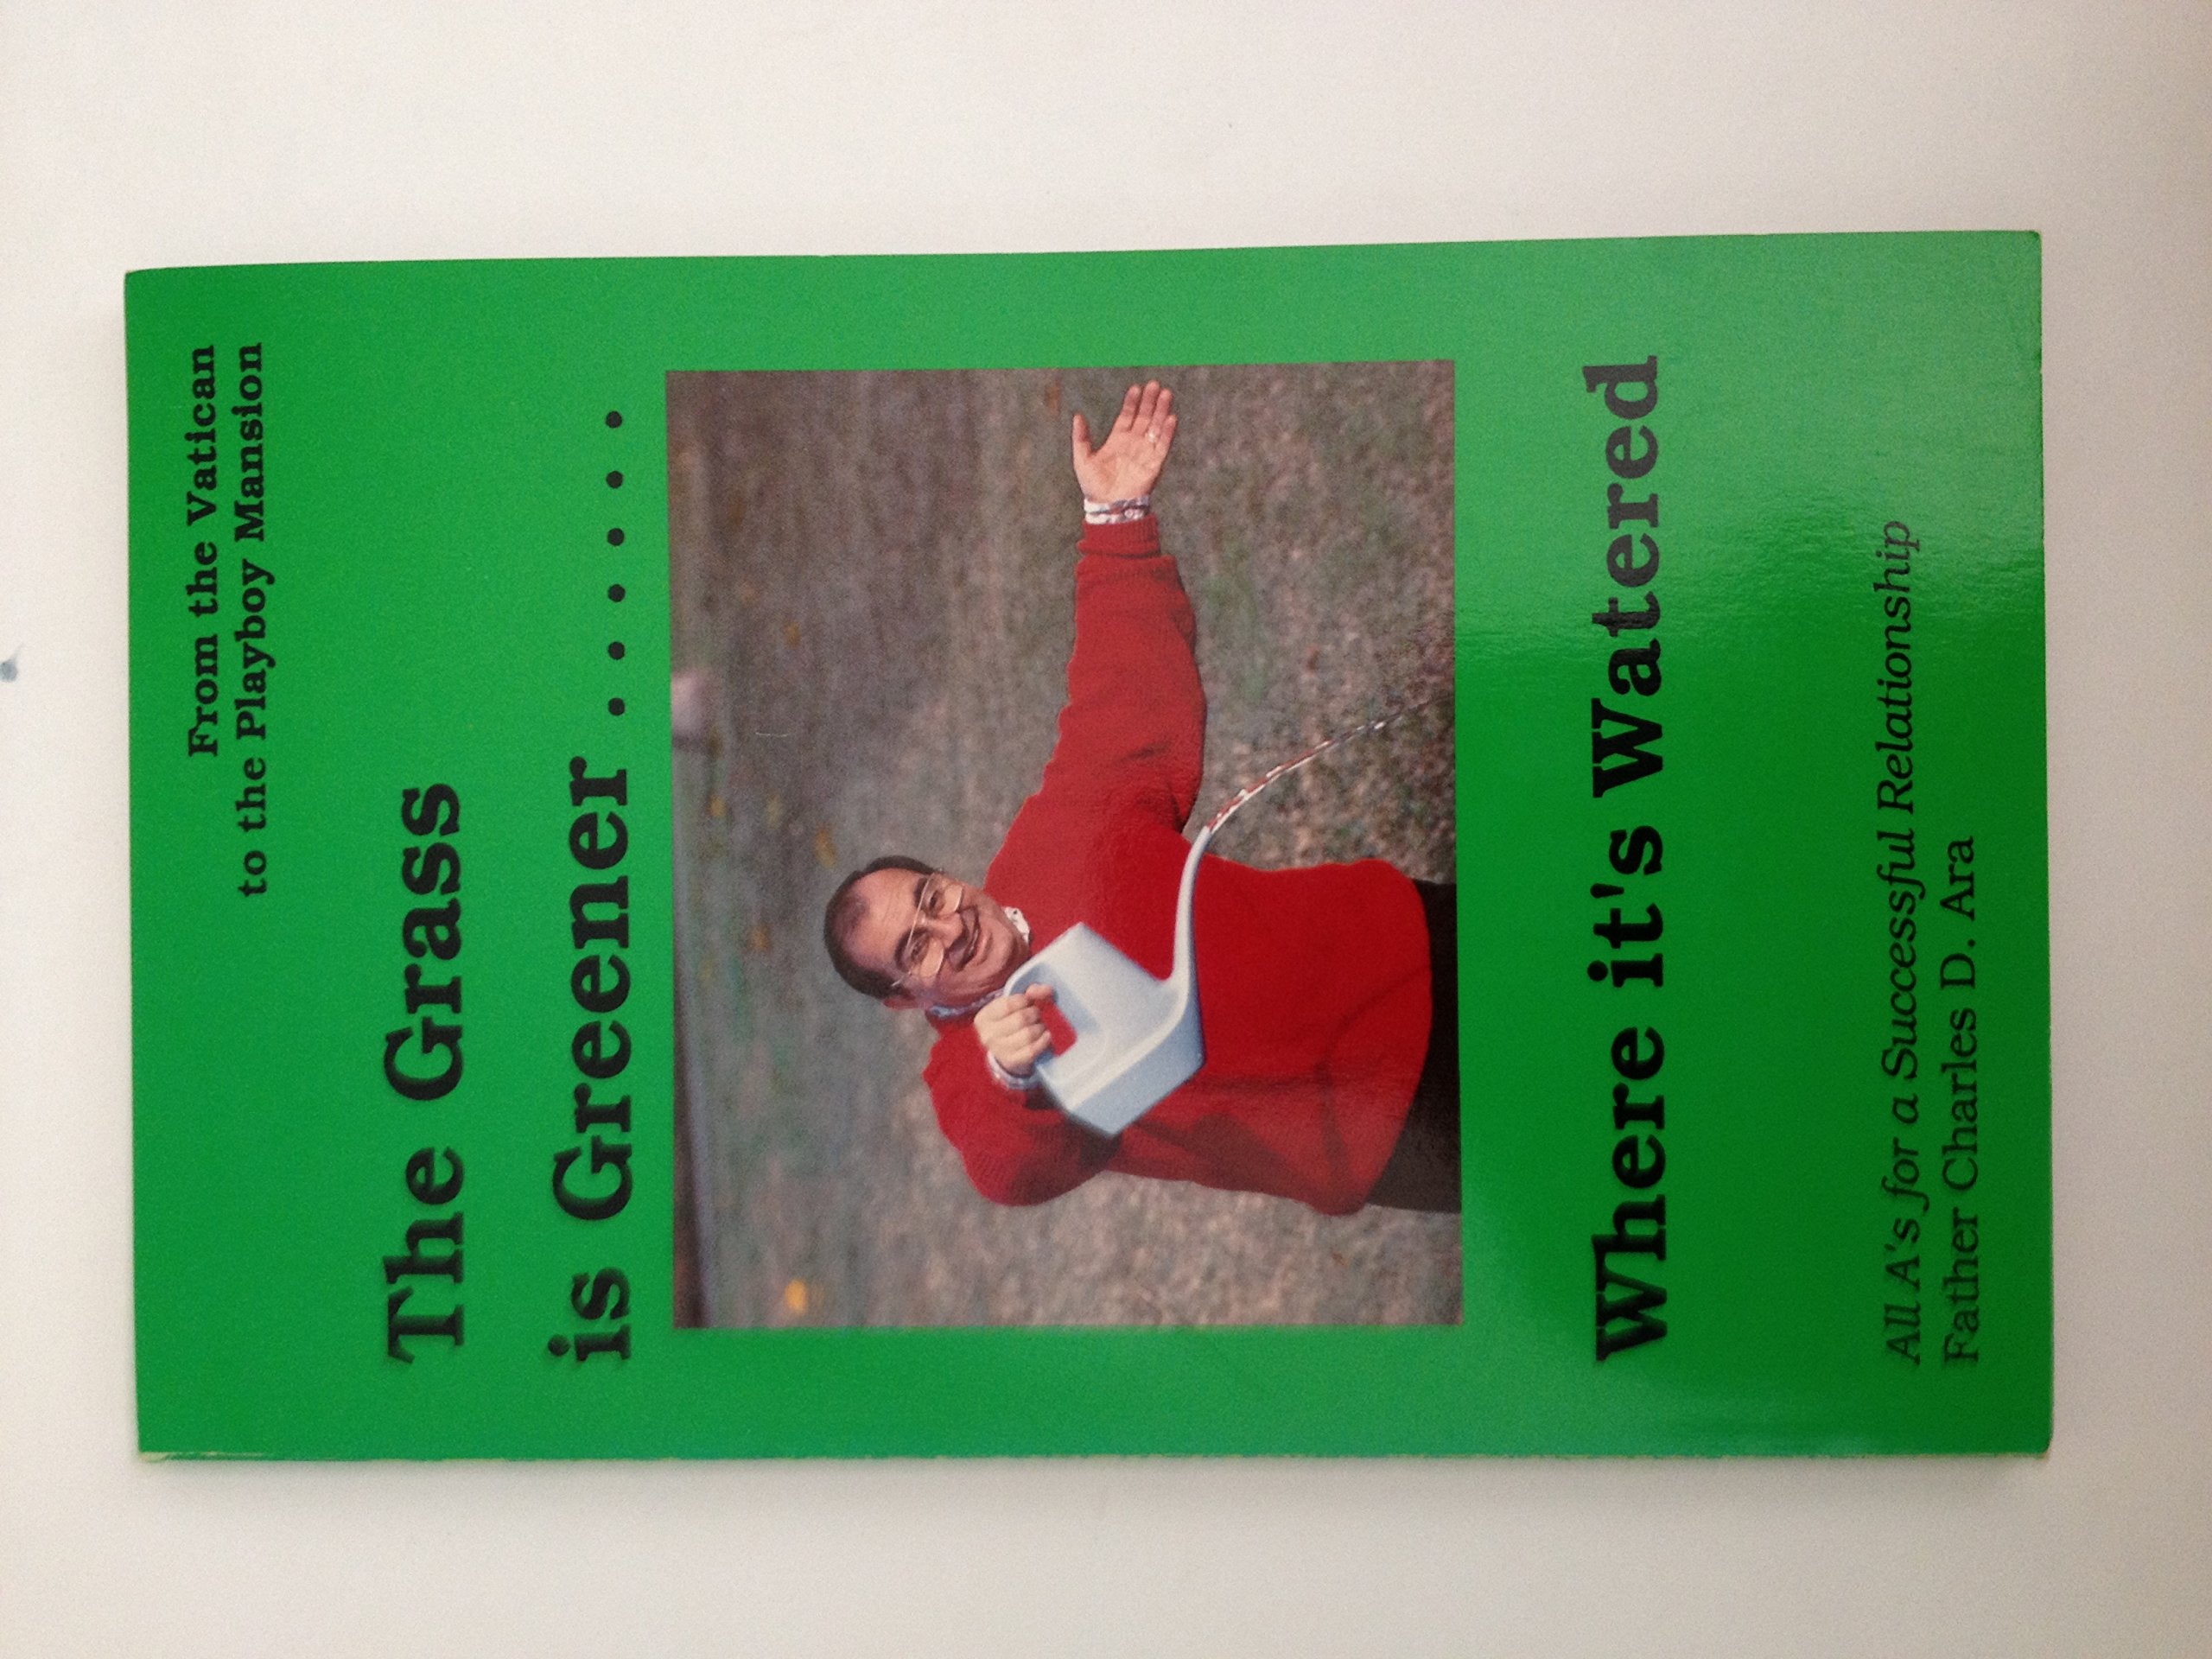 From the Vatican
to the Playboy Mansion
The Grass
is Greener . . . . . .
Where it's Watered
All A's for a Successful Relationship
Father Charles D. Ara